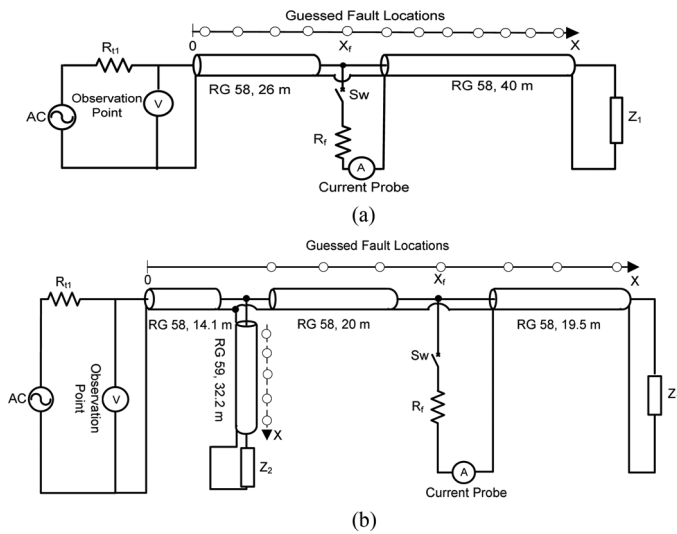 Guessed Fault Locations
0
Xf
X
Rt1
Observation
Point
V
AC
RG 58, 26 m
Sw
RG 58, 40 m
Z1
Rf
A
Current Probe
(a)
Guessed Fault Locations
0
Xf
X
Rt1
RG 58, 14.1 m
RG 58, 20 m
RG 58, 19.5 m
Observation
Point
V
AC
RG 59, 32.2 m
X
Z2
Sw
Rf
Z
A
Current Probe
(b)